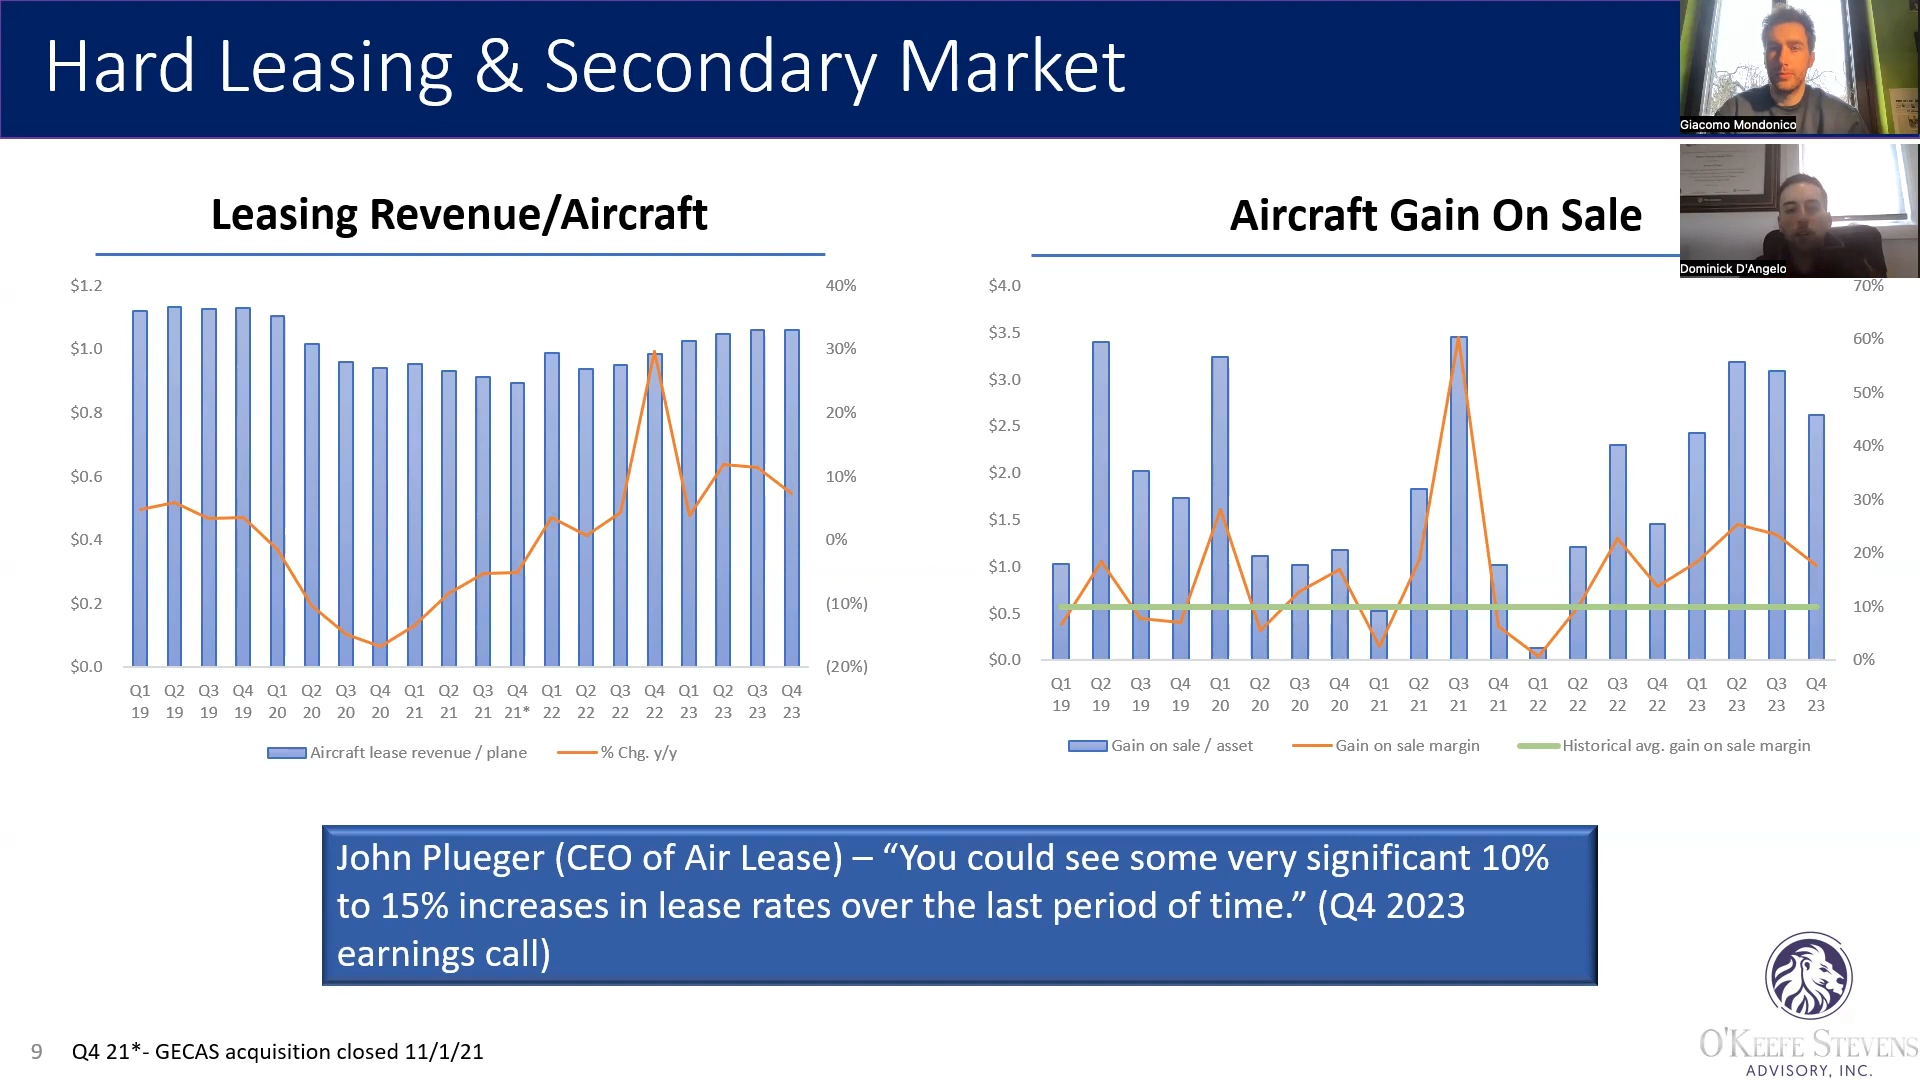 Hard Leasing & Secondary Market
Giacomo Mondonico
Dominick D'Angelo
Leasing Revenue/Aircraft
$1.2
$1.0
$0.8
$0.6
$0.4
$0.2
$0.0
40%
30%
20%
10%
0%
(10%)
(20%)
Q1 Q2 Q3 Q4 Q1 Q2 Q3 Q4 Q1 Q2 Q3 Q4 Q1 Q2 Q3 Q4 Q1 Q2 Q3 Q4
19 19 19 19 20 20 20 20 21 21 21 21* 22 22 22 22 23 23 23 23
Aircraft lease revenue / plane % Chg. y/y
Aircraft Gain On Sale
$4.0
$3.5
$3.0
$2.5
$2.0
$1.5
$1.0
$0.5
$0.0
70%
60%
50%
40%
30%
20%
10%
0%
Q1 Q2 Q3 Q4 Q1 Q2 Q3 Q4 Q1 Q2 Q3 Q4 Q1 Q2 Q3 Q4 Q1 Q2 Q3 Q4
19 19 19 19 20 20 20 20 21 21 21 21 22 22 22 22 23 23 23 23
Gain on sale / asset Gain on sale margin Historical avg. gain on sale margin
John Plueger (CEO of Air Lease) – “You could see some very significant 10%
to 15% increases in lease rates over the last period of time.” (Q4 2023
earnings call)
9 Q4 21*- GECAS acquisition closed 11/1/21
O'KEEFE STEVENS
ADVISORY, INC.